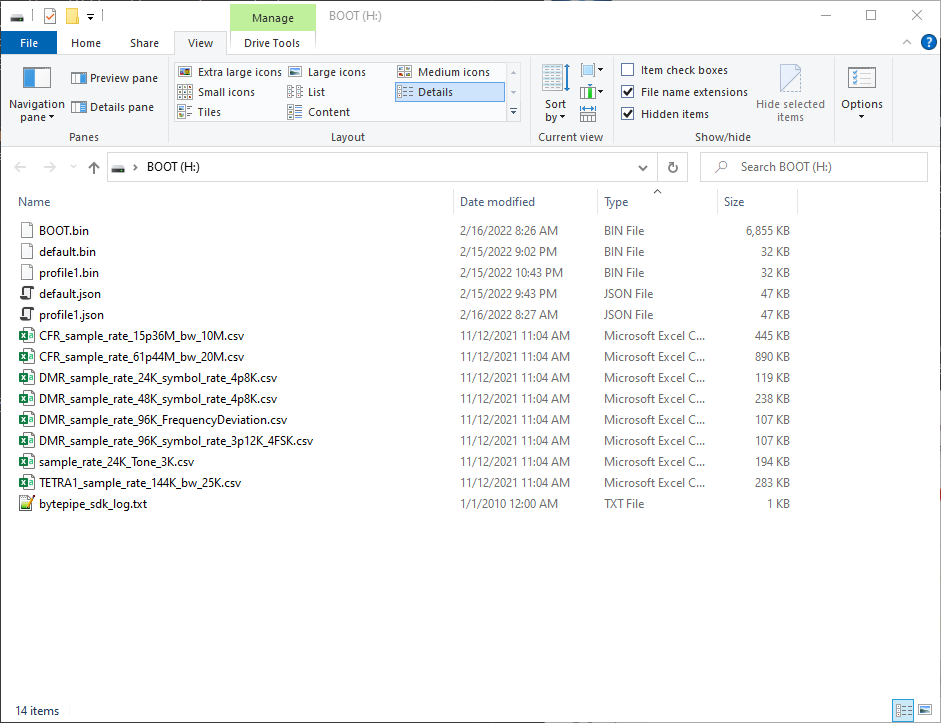 Manage BOOT (H:)
File Home Share View Drive Tools ?
Navigation pane
Preview pane
Details pane
Panes
Extra large icons Large icons Medium icons
Small icons List Details
Tiles Content
Layout
Sort by
Current view
Item check boxes
File name extensions
Hidden items
Hide selected items
Show/hide
Options
BOOT (H:) Search BOOT (H:)
Name Date modified Type Size
BOOT.bin 2/16/2022 8:26 AM BIN File 6,855 KB
default.bin 2/15/2022 9:02 PM BIN File 32 KB
profile1.bin 2/15/2022 10:43 PM BIN File 32 KB
default.json 2/15/2022 9:43 PM JSON File 47 KB
profile1.json 2/16/2022 8:27 AM JSON File 47 KB
CFR_sample_rate_15p36M_bw_10M.csv 11/12/2021 11:04 AM Microsoft Excel C... 445 KB
CFR_sample_rate_61p44M_bw_20M.csv 11/12/2021 11:04 AM Microsoft Excel C... 890 KB
DMR_sample_rate_24K_symbol_rate_4p8K.csv 11/12/2021 11:04 AM Microsoft Excel C... 119 KB
DMR_sample_rate_48K_symbol_rate_4p8K.csv 11/12/2021 11:04 AM Microsoft Excel C... 238 KB
DMR_sample_rate_96K_FrequencyDeviation.csv 11/12/2021 11:04 AM Microsoft Excel C... 107 KB
DMR_sample_rate_96K_symbol_rate_3p12K_4FSK.csv 11/12/2021 11:04 AM Microsoft Excel C... 107 KB
sample_rate_24K_Tone_3K.csv 11/12/2021 11:04 AM Microsoft Excel C... 194 KB
TETRA1_sample_rate_144K_bw_25K.csv 11/12/2021 11:04 AM Microsoft Excel C... 283 KB
bytepipe_sdk_log.txt 1/1/2010 12:00 AM TXT File 1 KB
14 items